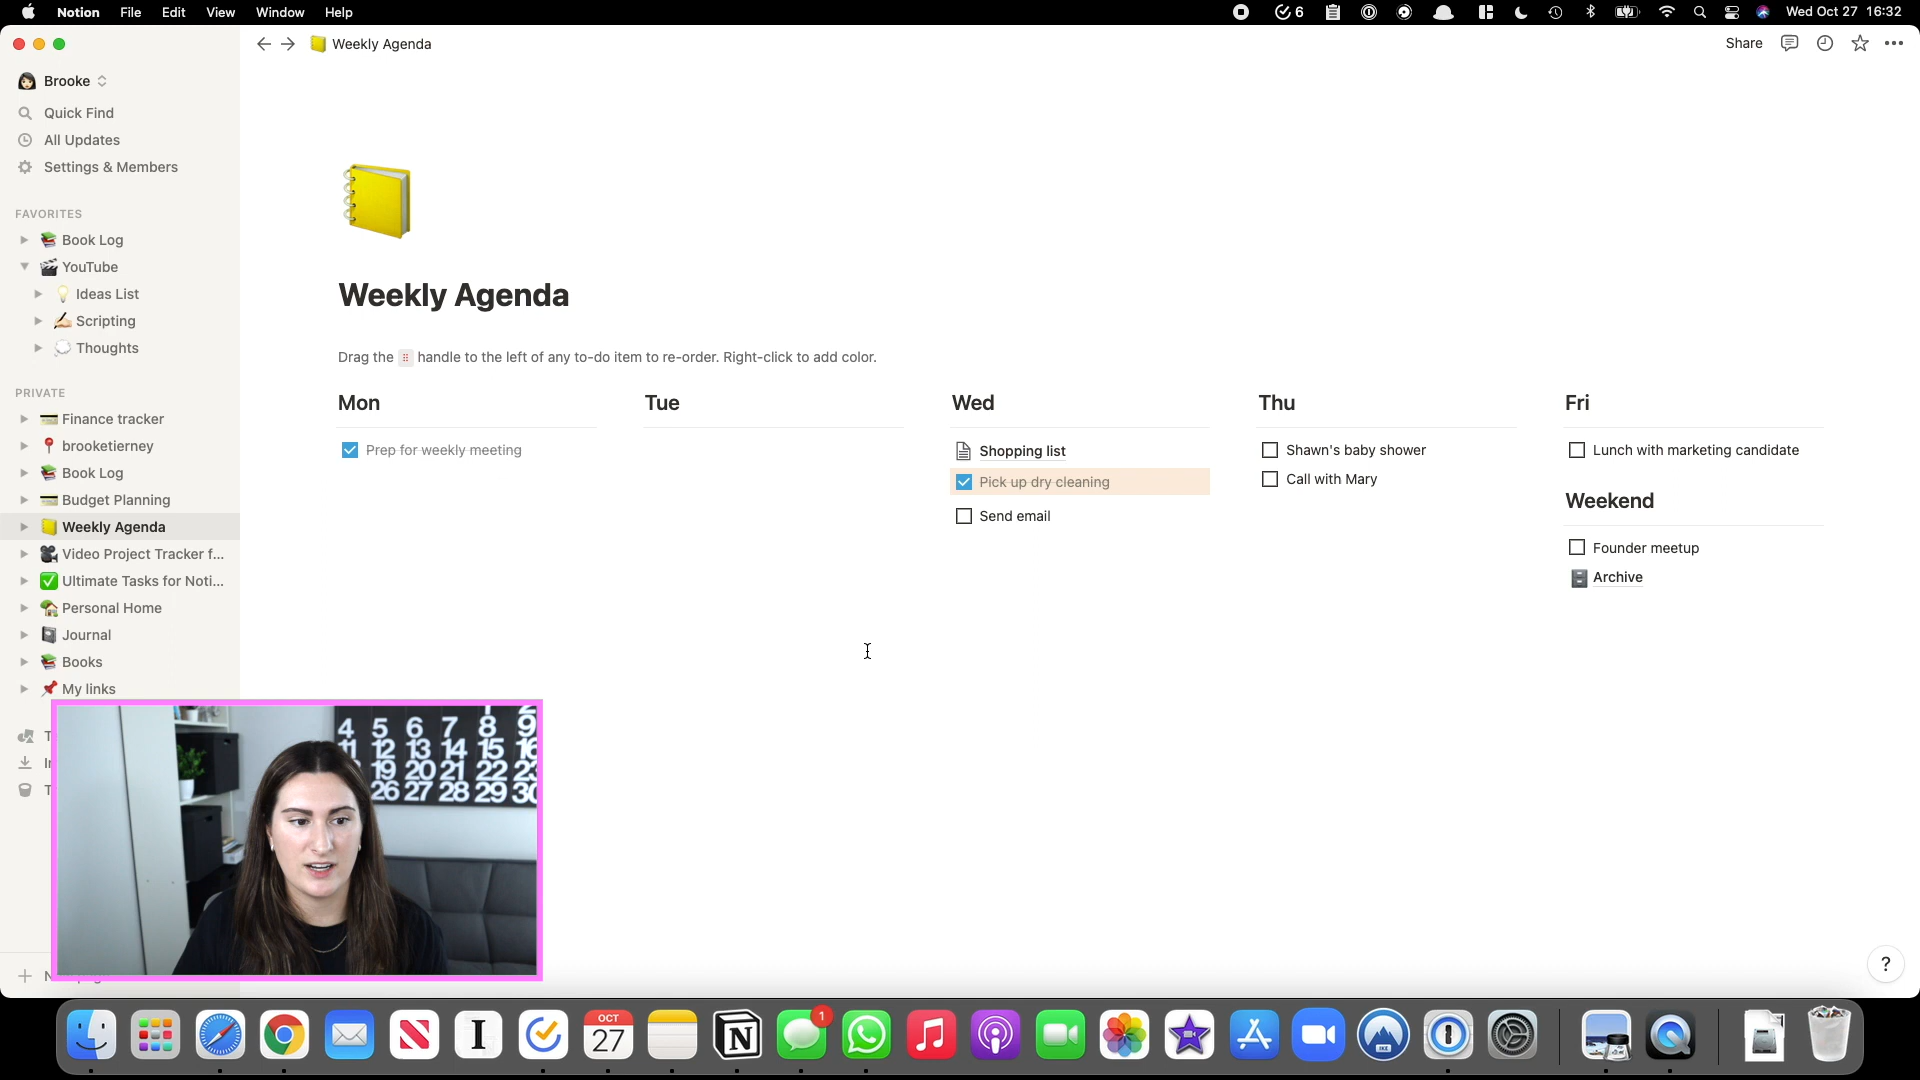 Notion File Edit View Window Help
6
Wed Oct 27 16:32
Weekly Agenda
Share
Brooke
Quick Find
All Updates
Settings & Members
FAVORITES
Book Log
YouTube
Ideas List
Scripting
Thoughts
PRIVATE
Finance tracker
brooketierney
Book Log
Budget Planning
Weekly Agenda
Video Project Tracker f...
Ultimate Tasks for Noti...
Personal Home
Journal
Books
My links
Weekly Agenda
Drag the ⠿ handle to the left of any to-do item to re-order. Right-click to add color.
Mon
Prep for weekly meeting
Tue
Wed
Shopping list
Pick up dry cleaning
Send email
Thu
Shawn's baby shower
Call with Mary
Fri
Lunch with marketing candidate
Weekend
Founder meetup
Archive
4 5 6 7 8 9
11 12 13 14 15 16
19 20 21 22 23
26 27 28 29 30
?
OCT
27
1